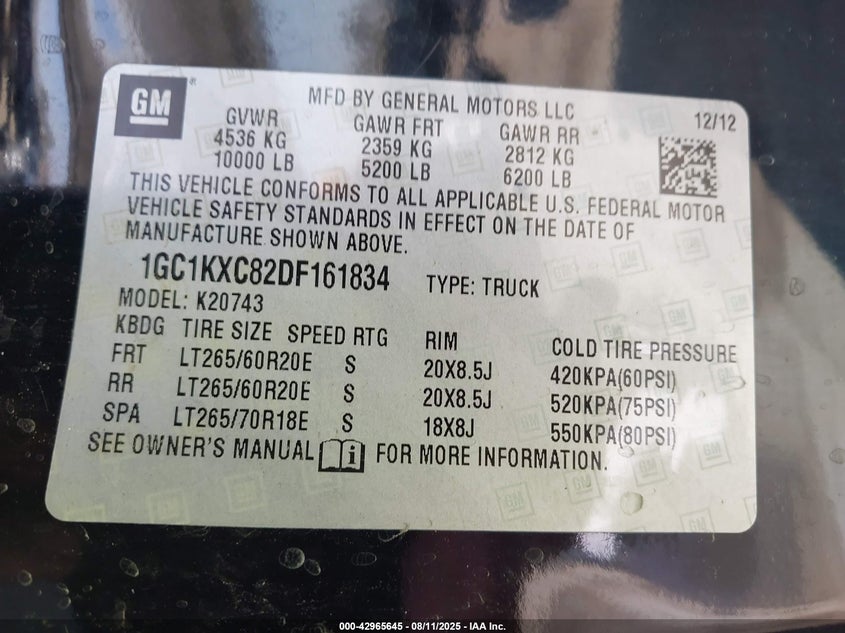 GM
MFD BY GENERAL MOTORS LLC
12/12
GVWR GAWR FRT GAWR RR
4536 KG 2359 KG 2812 KG
10000 LB 5200 LB 6200 LB
THIS VEHICLE CONFORMS TO ALL APPLICABLE U.S. FEDERAL MOTOR
VEHICLE SAFETY STANDARDS IN EFFECT ON THE DATE OF
MANUFACTURE SHOWN ABOVE.
1GC1KXC82DF161834 TYPE: TRUCK
MODEL: K20743
KBDG TIRE SIZE SPEED RTG RIM COLD TIRE PRESSURE
FRT LT265/60R20E S 20X8.5J 420KPA(60PSI)
RR LT265/60R20E S 20X8.5J 520KPA(75PSI)
SPA LT265/70R18E S 18X8J 550KPA(80PSI)
SEE OWNER'S MANUAL i FOR MORE INFORMATION.
000-42965645 - 08/11/2025 - IAA Inc.